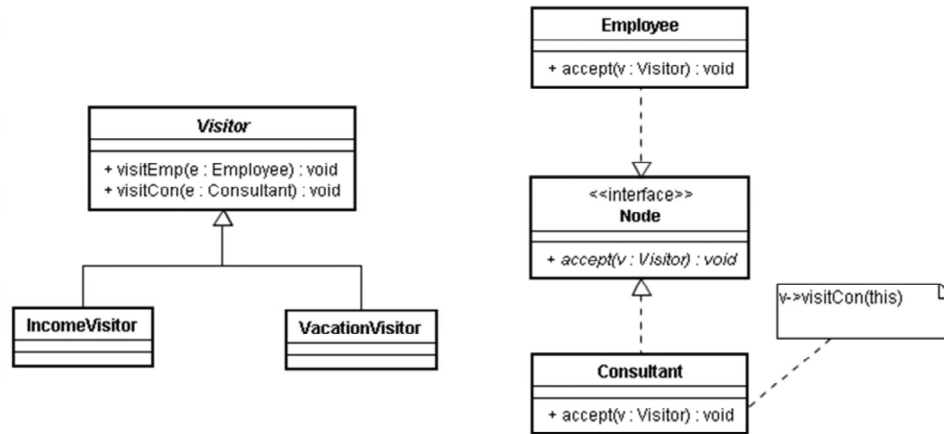 Visitor
+ visitEmp(e : Employee) : void
+ visitCon(e : Consultant) : void
IncomeVisitor
VacationVisitor
Employee
+ accept(v : Visitor) : void
<<interface>>
Node
+ accept(v : Visitor) : void
v->visitCon(this)
Consultant
+ accept(v : Visitor) : void